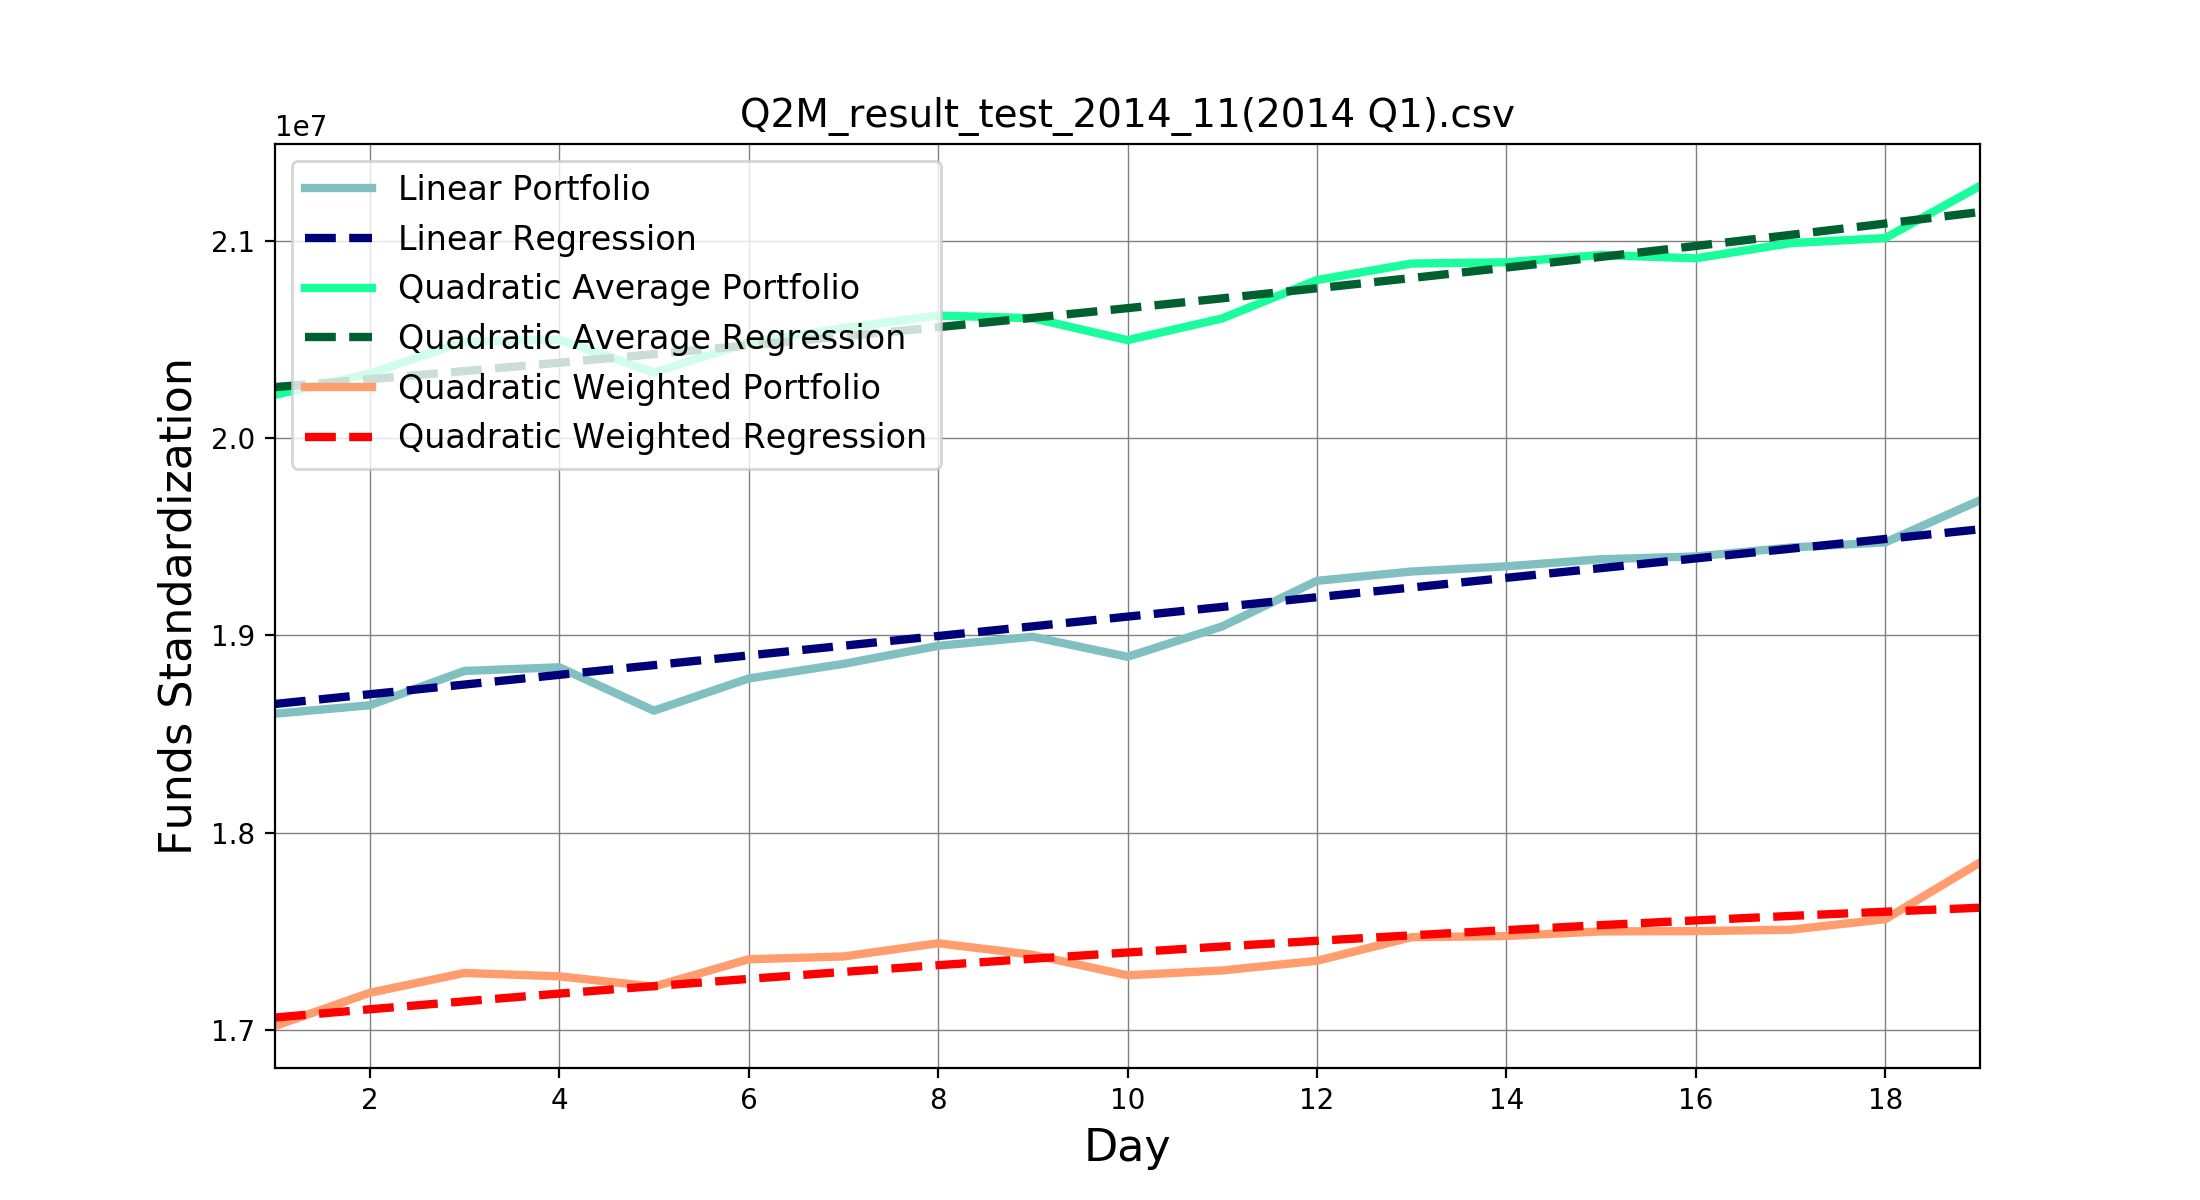 Q2M_result_test_2014_11(2014 Q1).csv
1e7
Linear Portfolio
Linear Regression
Quadratic Average Portfolio
Quadratic Average Regression
Quadratic Weighted Portfolio
Quadratic Weighted Regression
2.1
2.0
1.9
1.8
1.7
Funds Standardization
2 4 6 8 10 12 14 16 18
Day